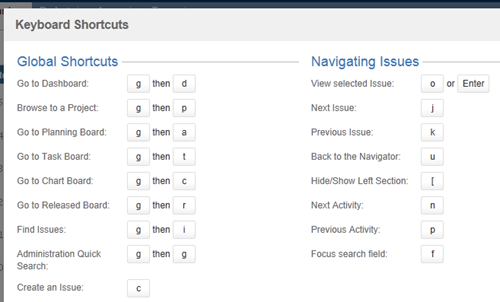 Keyboard Shortcuts
Global Shortcuts
Go to Dashboard: g then d
Browse to a Project: g then p
Go to Planning Board: g then a
Go to Task Board: g then t
Go to Chart Board: g then c
Go to Released Board: g then r
Find Issues: g then i
Administration Quick
Search: g then g
Create an Issue: c
Navigating Issues
View selected Issue: o or Enter
Next Issue: j
Previous Issue: k
Back to the Navigator: u
Hide/Show Left Section: [
Next Activity: n
Previous Activity: p
Focus search field: f